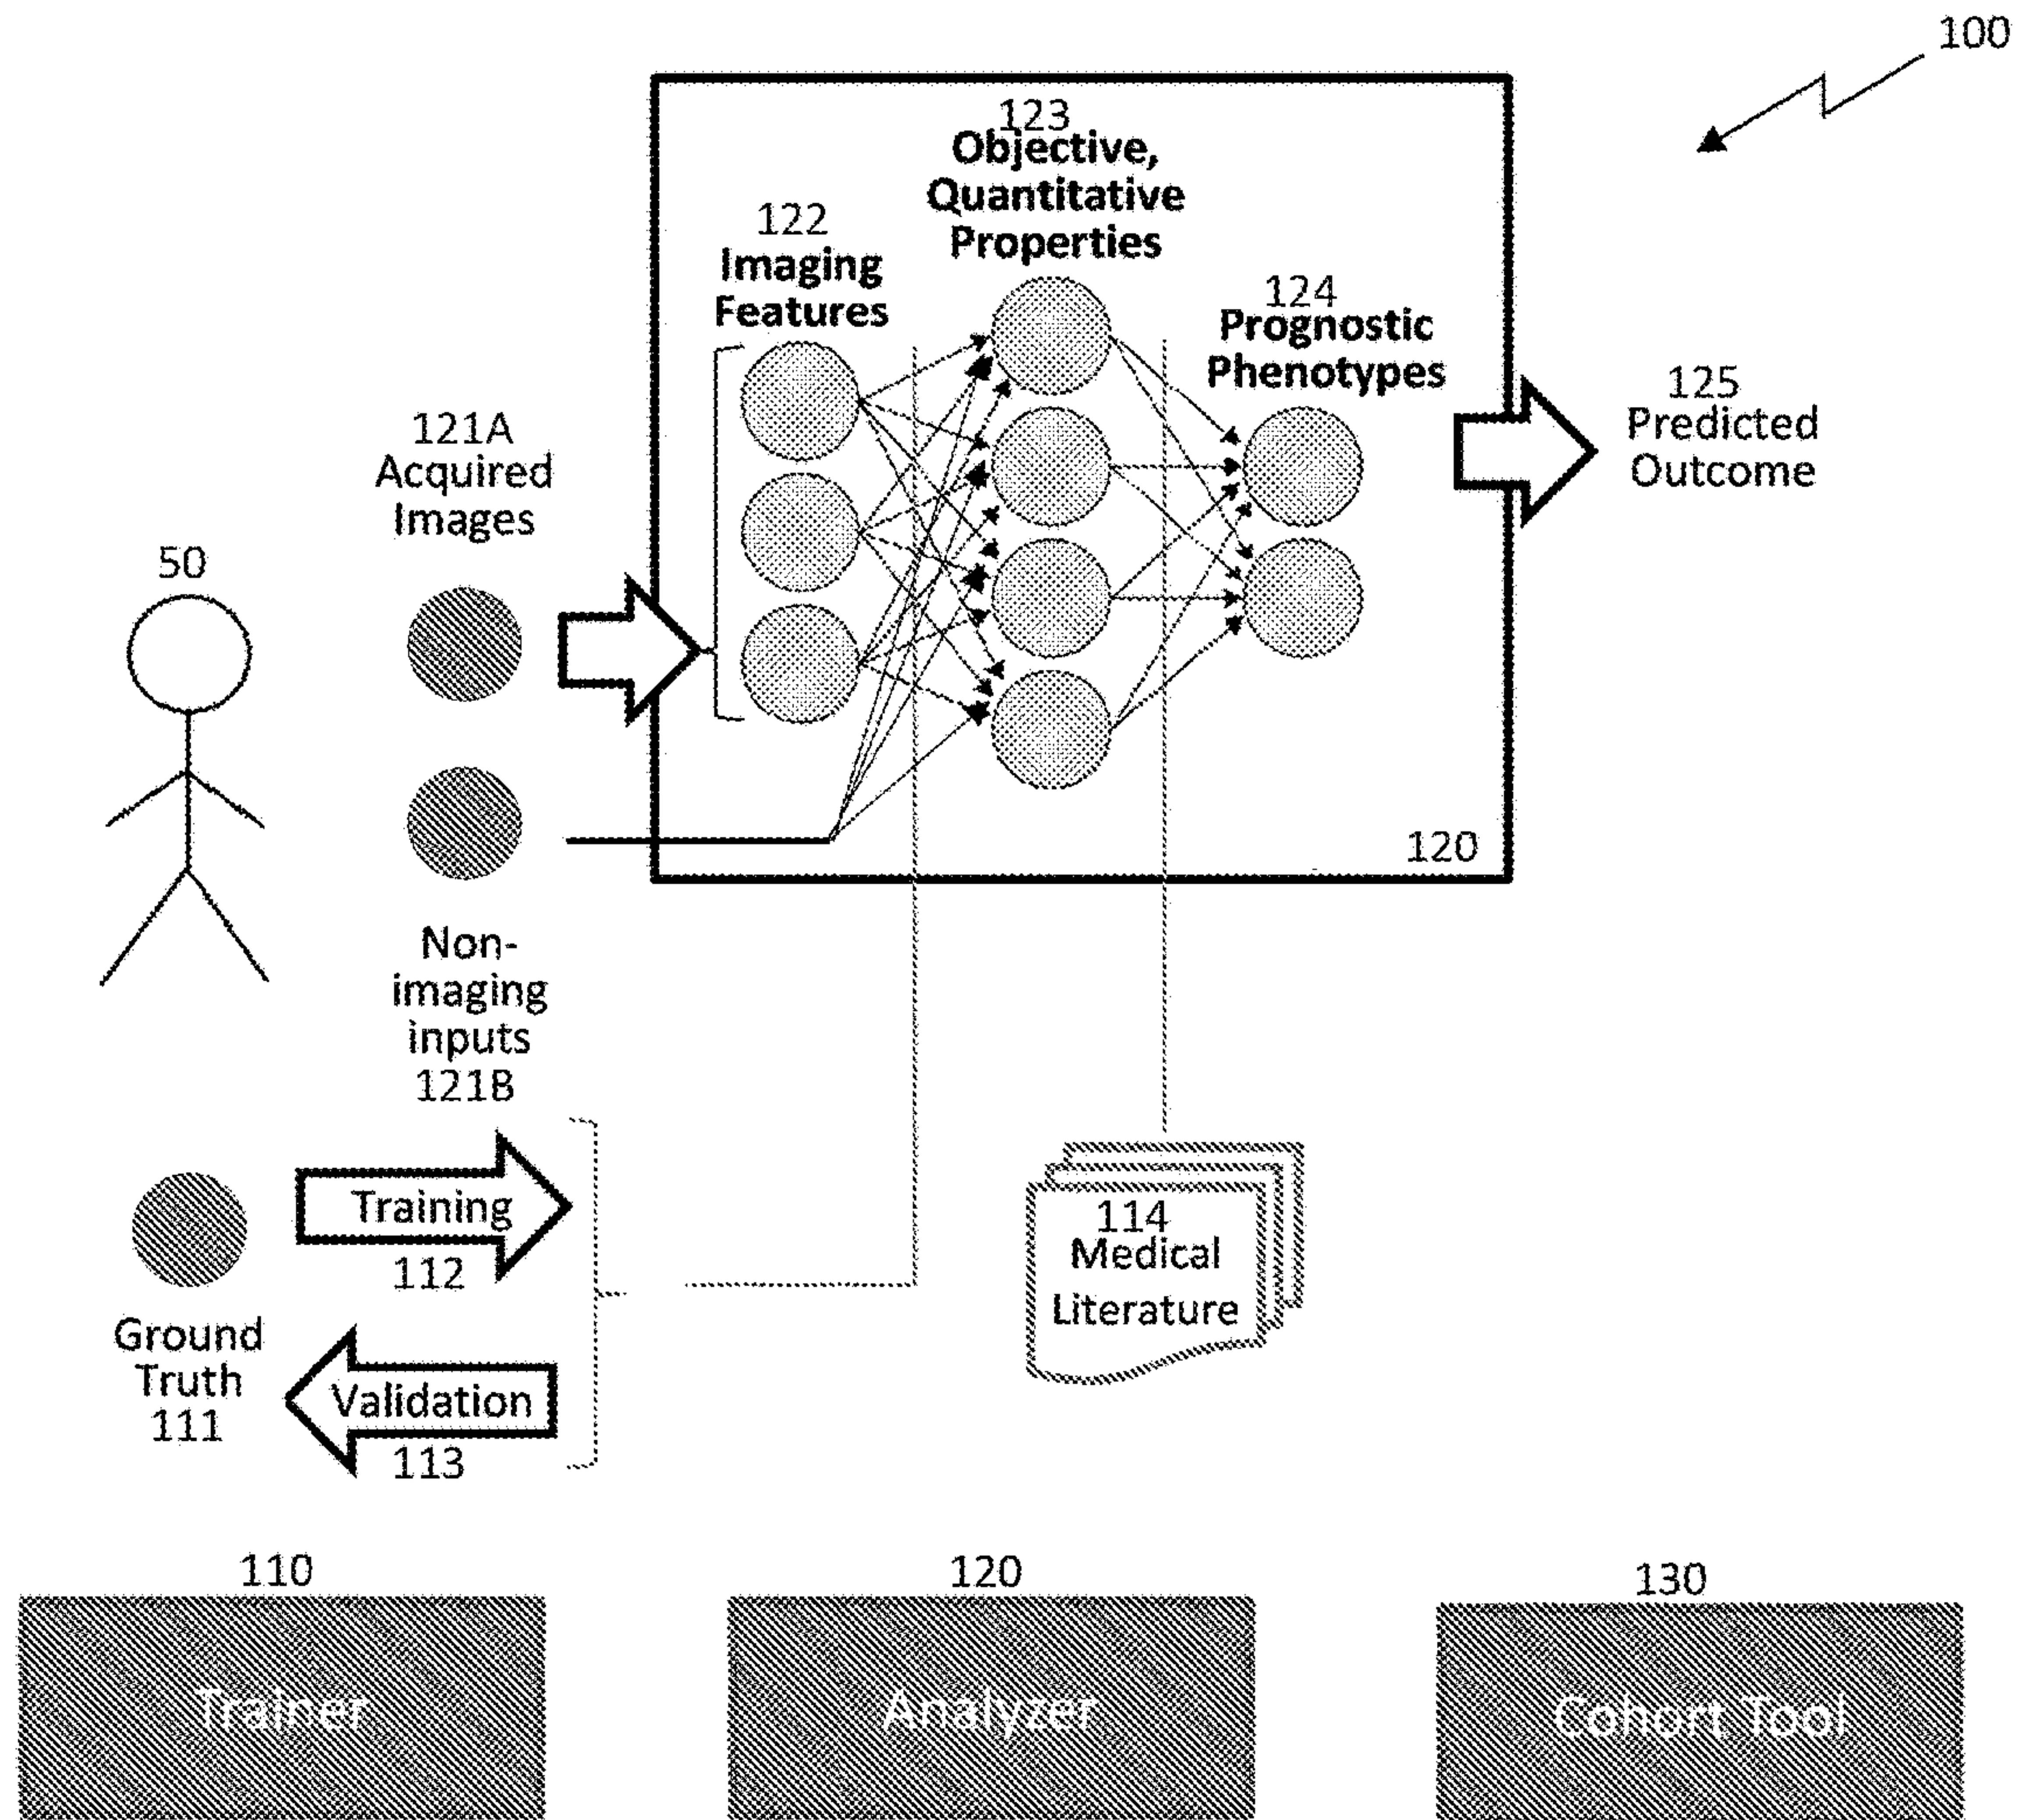 100
123
Objective,
Quantitative
Properties
122
Imaging
Features
124
Prognostic
Phenotypes
125
Predicted
Outcome
121A
Acquired
Images
50
120
Non-
imaging
inputs
121B
Training
112
114
Medical
Literature
Ground
Truth
111
Validation
113
110
Trainer
120
Analyzer
130
Cohort Tool